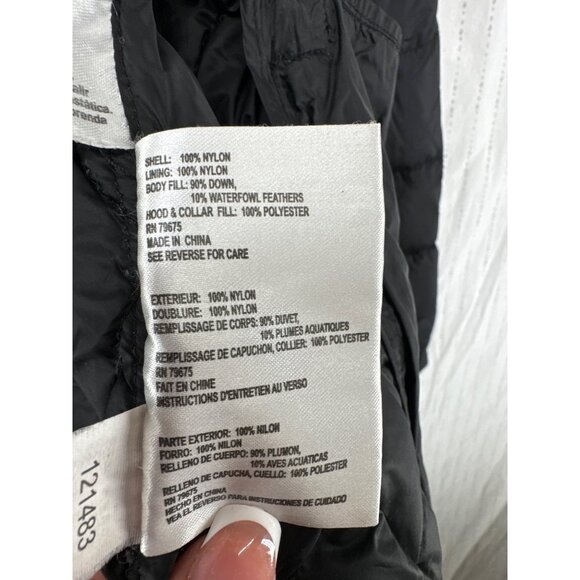 alir
estática.
prenda
SHELL: 100% NYLON
LINING: 100% NYLON
BODY FILL: 90% DOWN,
10% WATERFOWL FEATHERS
HOOD & COLLAR FILL: 100% POLYESTER
RN 79675
MADE IN CHINA
SEE REVERSE FOR CARE
EXTERIEUR: 100% NYLON
DOUBLURE: 100% NYLON
REMPLISSAGE DE CORPS: 90% DUVET,
10% PLUMES AQUATIQUES
REMPLISSAGE DE CAPUCHON, COLLIER: 100% POLYESTER
RN 79675
FAIT EN CHINE
INSTRUCTIONS D'ENTRETIEN AU VERSO
PARTE EXTERIOR: 100% NILON
FORRO: 100% NILON
RELLENO DE CUERPO: 90% PLUMON,
10% AVES ACUATICAS
RELLENO DE CAPUCHA, CUELLO: 100% POLIESTER
RN 79675
HECHO EN CHINA
VEA EL REVERSO PARA INSTRUCCIONES DE CUIDADO
121483